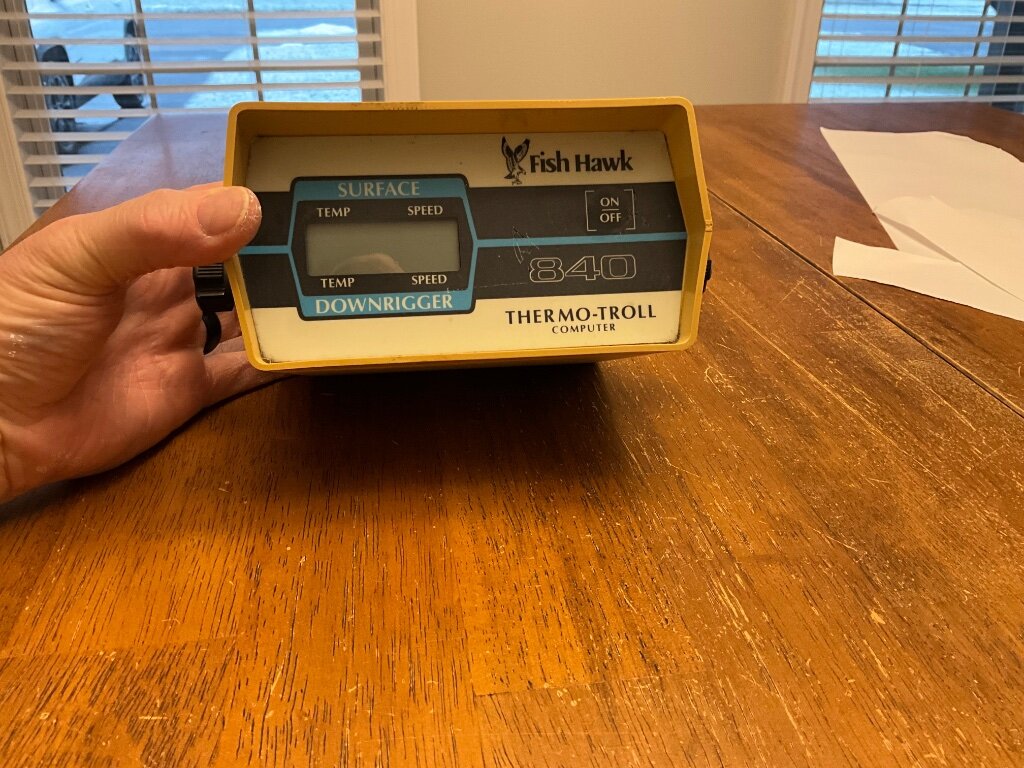 Fish Hawk
SURFACE
TEMP SPEED
ON
OFF
TEMP SPEED
DOWNRIGGER
840
THERMO-TROLL
COMPUTER